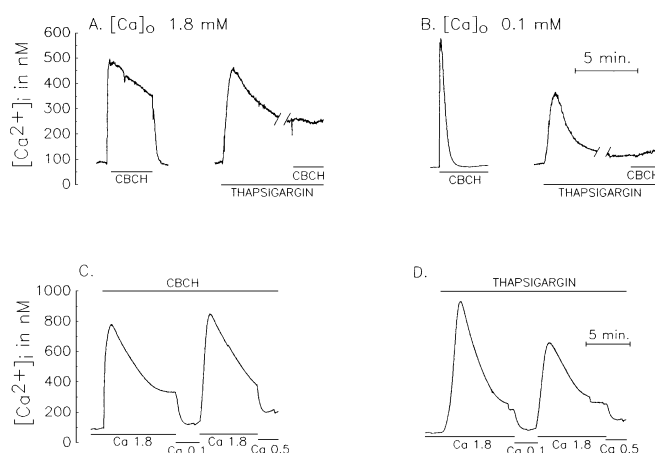 A. [Ca]o 1.8 mM
B. [Ca]o 0.1 mM
[Ca2+]i in nM
600
500
400
300
200
100
0
5 min.
CBCH
CBCH
THAPSIGARGIN
CBCH
CBCH
THAPSIGARGIN
C.
CBCH
D.
THAPSIGARGIN
[Ca2+]i in nM
1000
800
600
400
200
0
5 min.
Ca 1.8
Ca 0.1
Ca 1.8
Ca 0.5
Ca 1.8
Ca 0.1
Ca 1.8
Ca 0.5